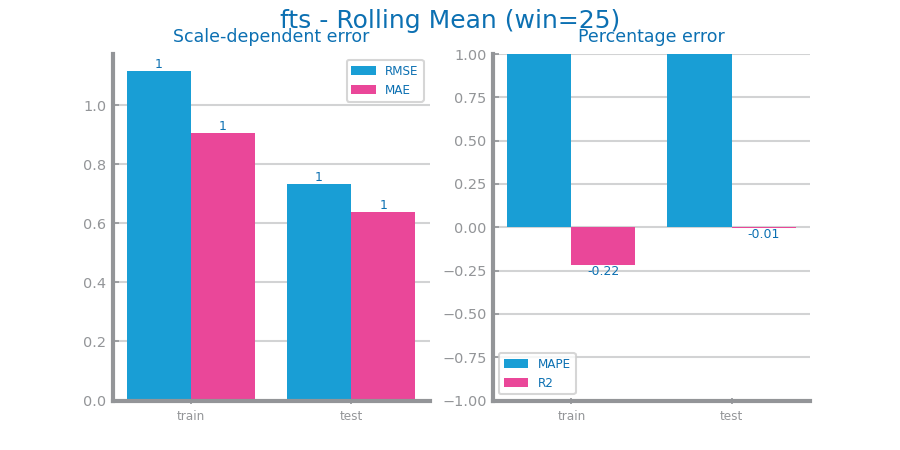 fts - Rolling Mean (win=25)
Scale-dependent error
1
1
1
1
RMSE
MAE
1.0
0.8
0.6
0.4
0.2
0.0
train
test
Percentage error
1.00
0.75
0.50
0.25
0.00
−0.25
−0.50
−0.75
−1.00
-0.22
-0.01
MAPE
R2
train
test